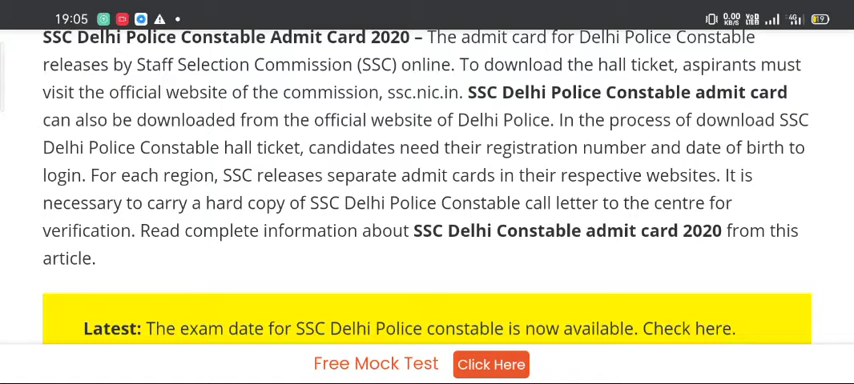 19:05 0.00 KB/S VoD LTE 4G 19
SSC Delhi Police Constable Admit Card 2020 – The admit card for Delhi Police Constable
releases by Staff Selection Commission (SSC) online. To download the hall ticket, aspirants must
visit the official website of the commission, ssc.nic.in. SSC Delhi Police Constable admit card
can also be downloaded from the official website of Delhi Police. In the process of download SSC
Delhi Police Constable hall ticket, candidates need their registration number and date of birth to
login. For each region, SSC releases separate admit cards in their respective websites. It is
necessary to carry a hard copy of SSC Delhi Police Constable call letter to the centre for
verification. Read complete information about SSC Delhi Constable admit card 2020 from this
article.
Latest: The exam date for SSC Delhi Police constable is now available. Check here.
Free Mock Test Click Here